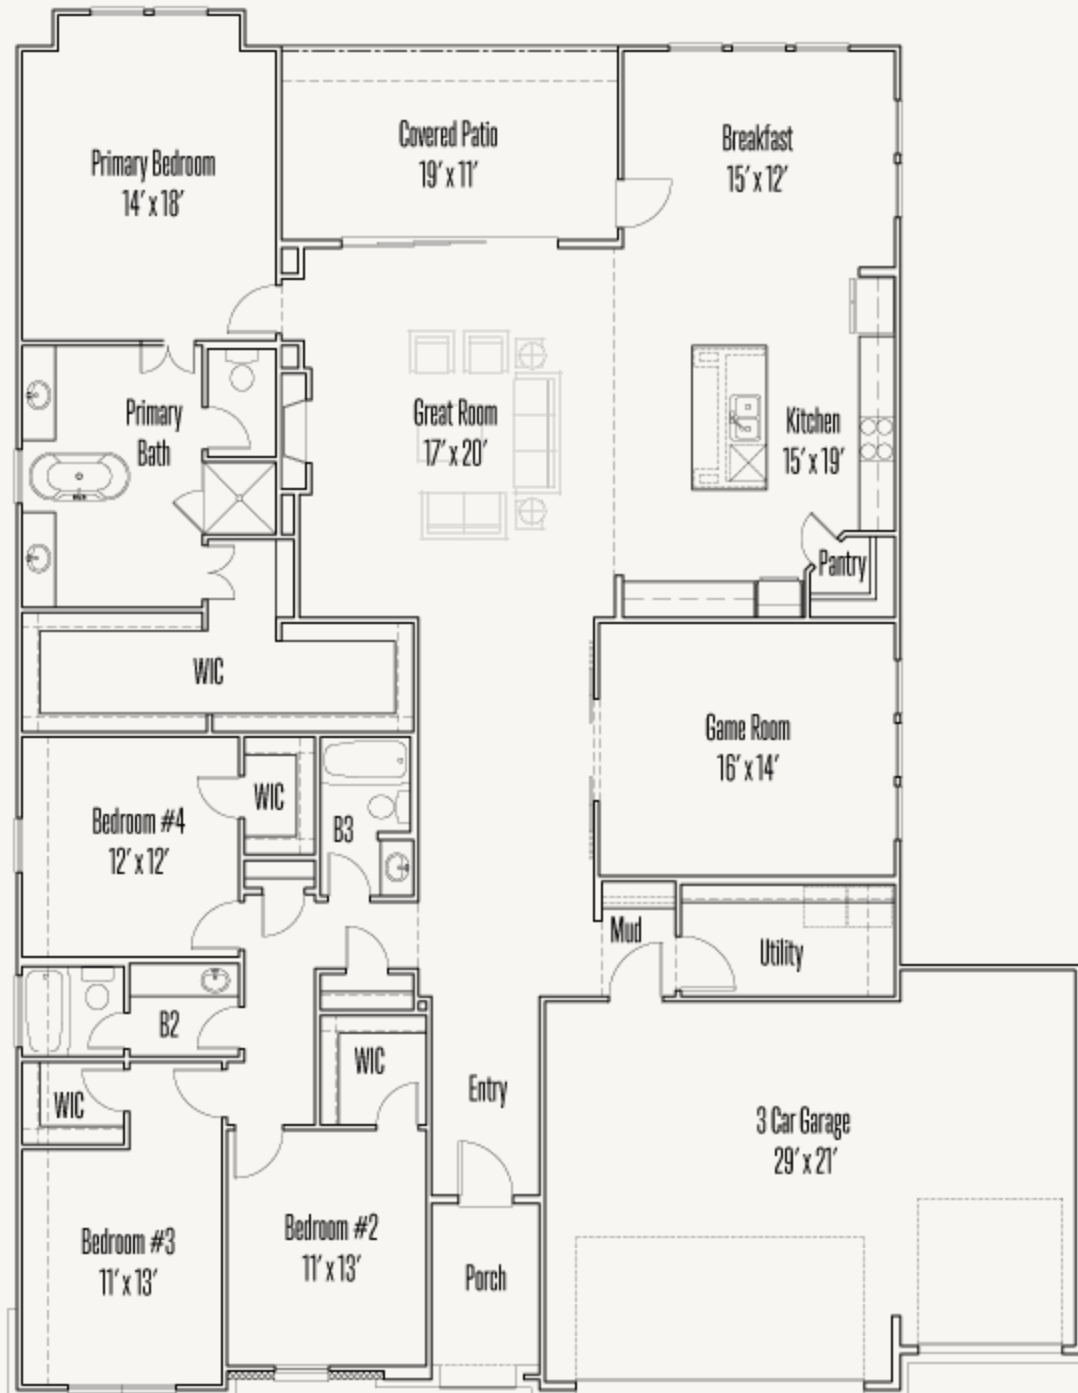 Primary Bedroom
14' x 18'
Covered Patio
19' x 11'
Breakfast
15' x 12'
Primary
Bath
Great Room
17' x 20'
Kitchen
15' x 19'
Pantry
WIC
Game Room
16' x 14'
Bedroom #4
12' x 12'
WIC
B3
Mud
Utility
B2
WIC
WIC
Entry
3 Car Garage
29' x 21'
Bedroom #3
11' x 13'
Bedroom #2
11' x 13'
Porch